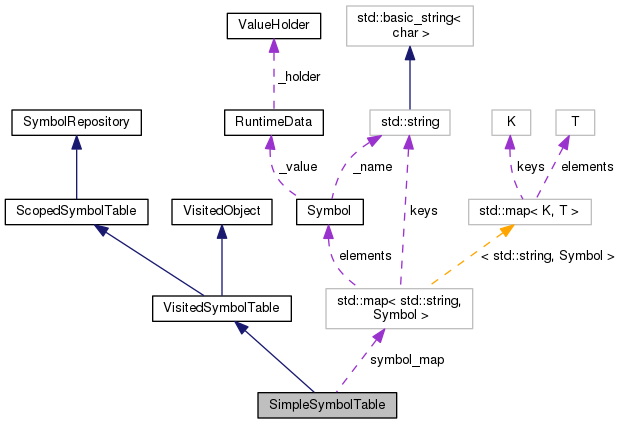 std::basic_string<
char >
ValueHolder
_holder
SymbolRepository
RuntimeData
std::string
K
T
_value
_name
keys
elements
ScopedSymbolTable
VisitedObject
Symbol
keys
std::map< K, T >
elements
< std::string, Symbol >
VisitedSymbolTable
std::map< std::string,
Symbol >
symbol_map
SimpleSymbolTable